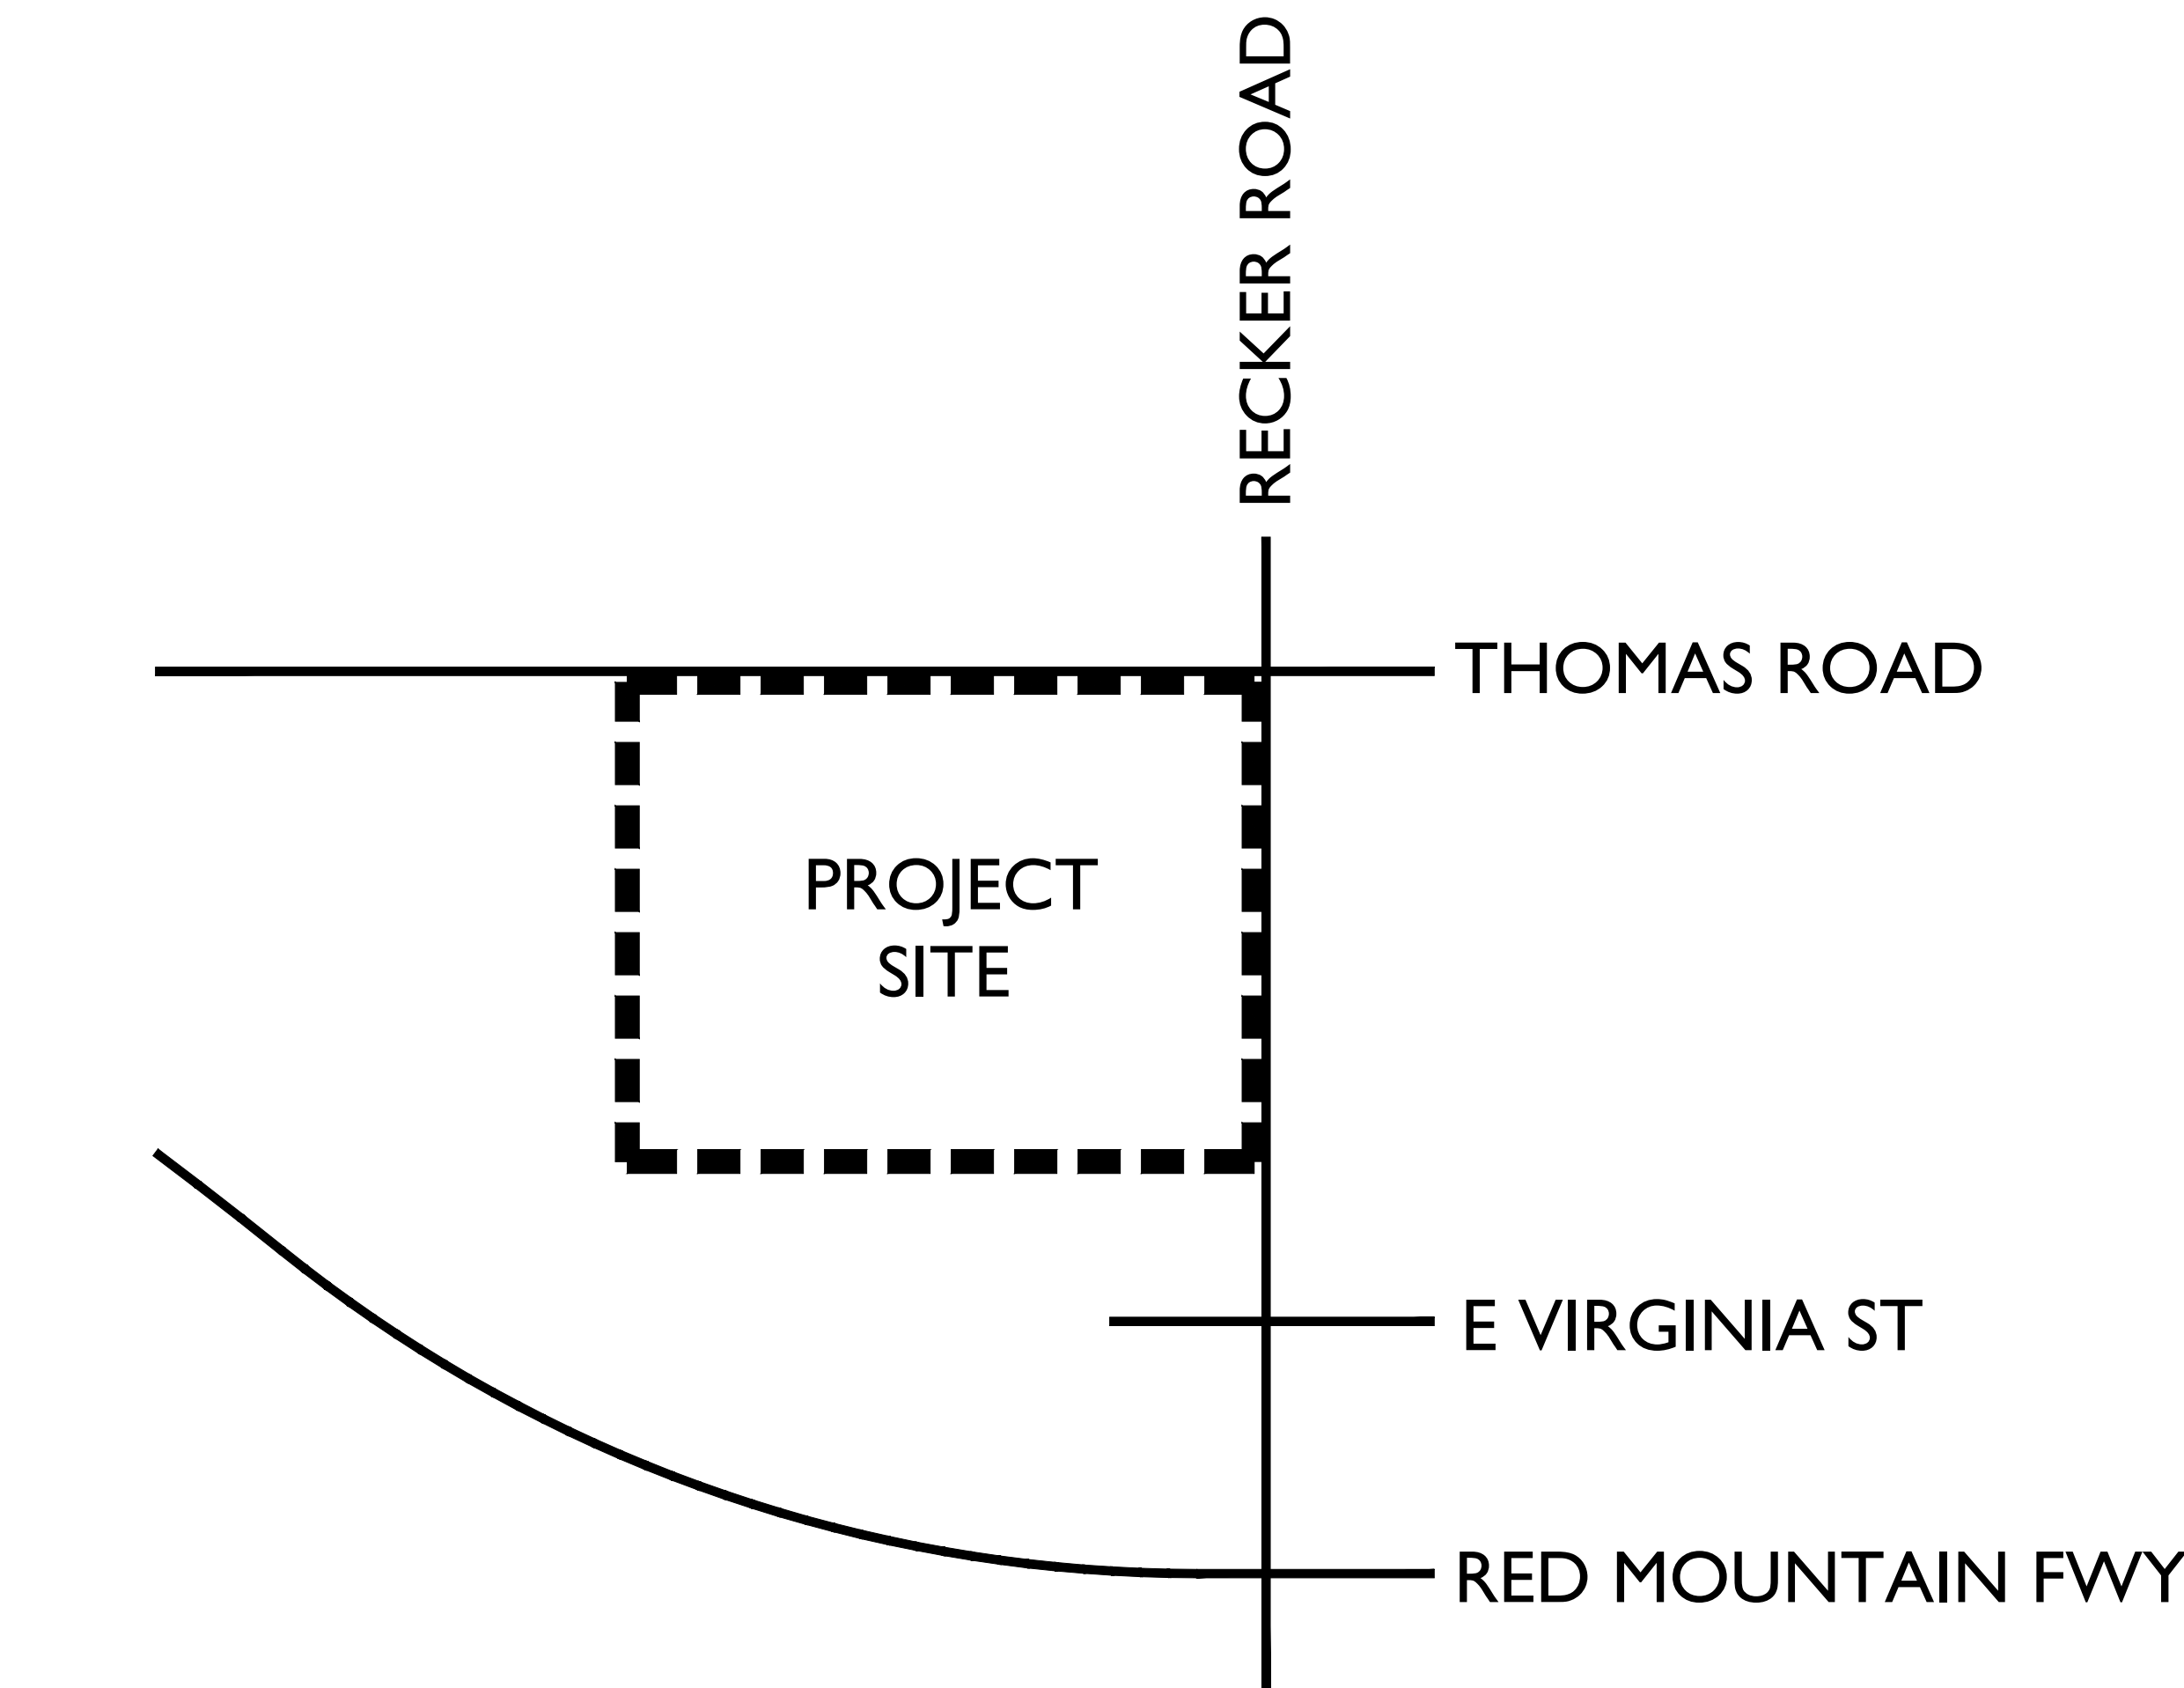 RECKER ROAD
THOMAS ROAD
PROJECT
SITE
E VIRGINIA ST
RED MOUNTAIN FWY